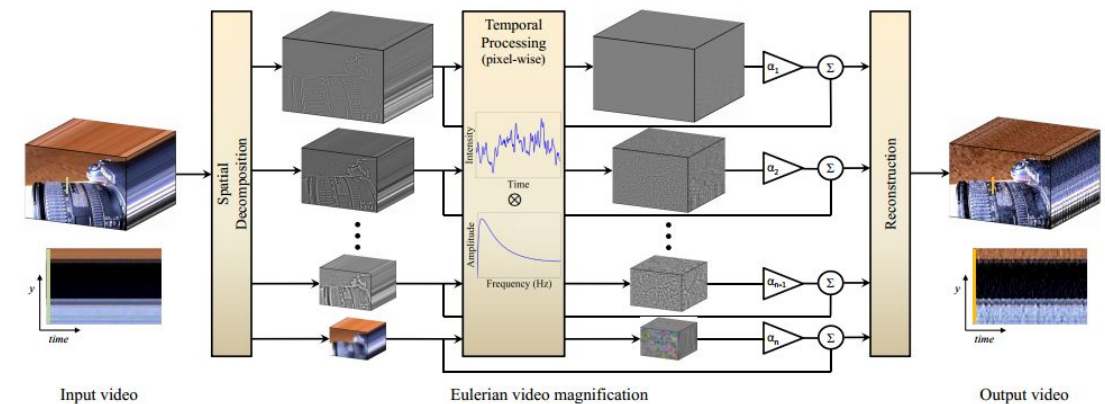 Spatial
Decomposition
Temporal
Processing
(pixel-wise)
Intensity
Time
⊗
Amplitude
Frequency (Hz)
α1
Σ
α2
Σ
αn-1
Σ
αn
Σ
Reconstruction
y
time
y
time
Input video
Eulerian video magnification
Output video